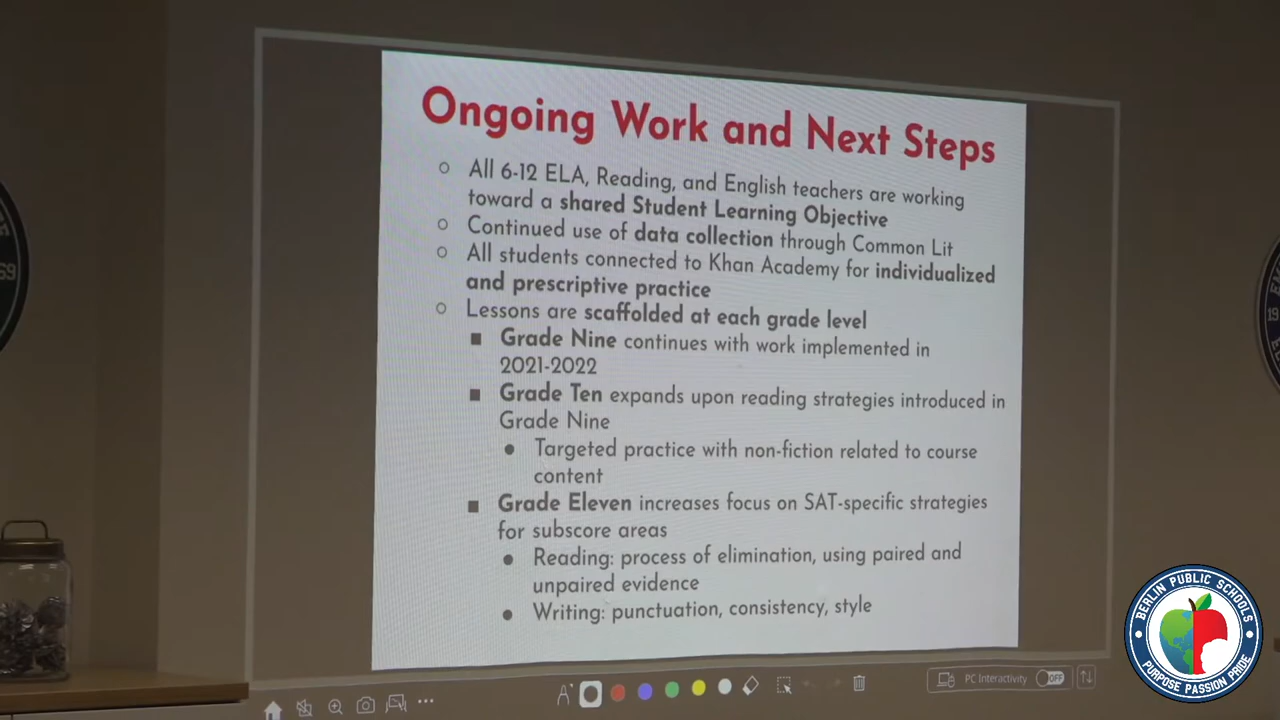 Ongoing Work and Next Steps
All 6-12 ELA, Reading, and English teachers are working
toward a shared Student Learning Objective
Continued use of data collection through Common Lit
All students connected to Khan Academy for individualized
and prescriptive practice
Lessons are scaffolded at each grade level
Grade Nine continues with work implemented in
2021-2022
Grade Ten expands upon reading strategies introduced in
Grade Nine
Targeted practice with non-fiction related to course
content
Grade Eleven increases focus on SAT-specific strategies
for subscore areas
Reading: process of elimination, using paired and
unpaired evidence
Writing: punctuation, consistency, style
PC Interactivity OFF
BERLIN PUBLIC SCHOOLS
PURPOSE PASSION PRIDE